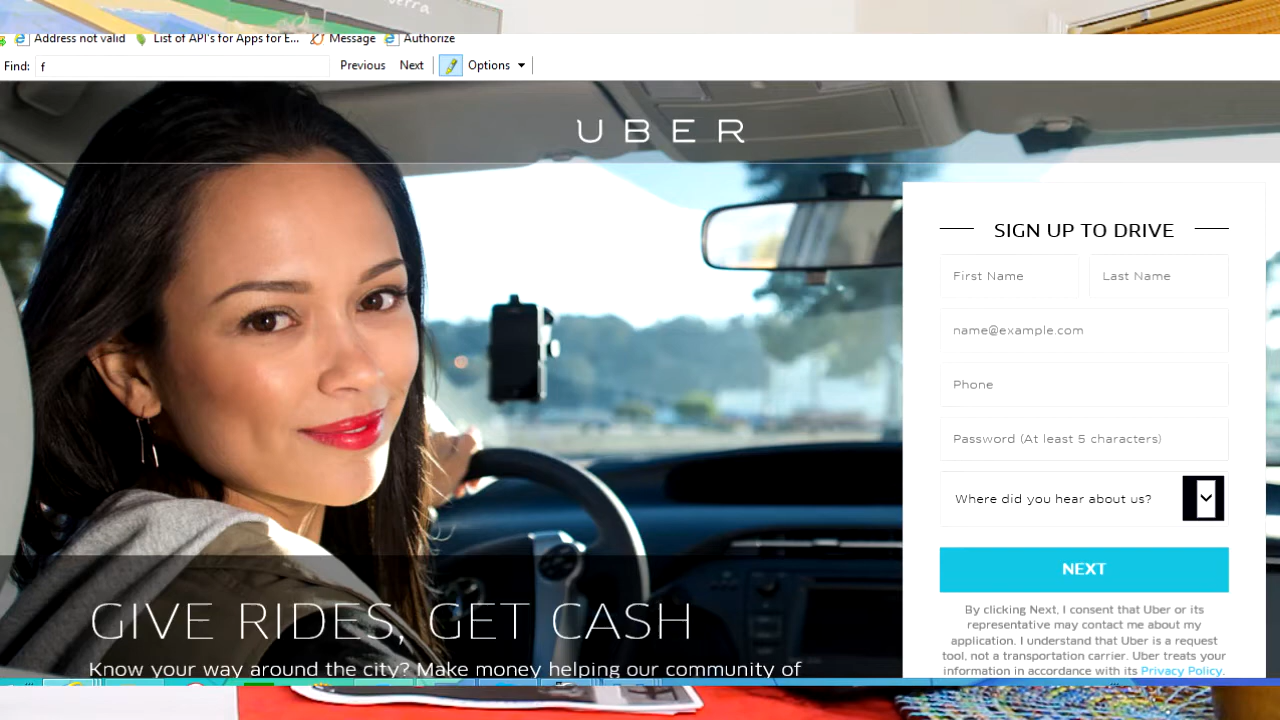 erra
Address not valid List of API's for Apps for E... Message Authorize
Find: f Previous Next Options
UBER
SIGN UP TO DRIVE
First Name Last Name
name@example.com
Phone
Password (At least 5 characters)
Where did you hear about us?
NEXT
By clicking Next, I consent that Uber or its
representative may contact me about my
application. I understand that Uber is a request
tool, not a transportation carrier. Uber treats your
information in accordance with its Privacy Policy.
GIVE RIDES, GET CASH
Know your way around the city? Make money helping our community of